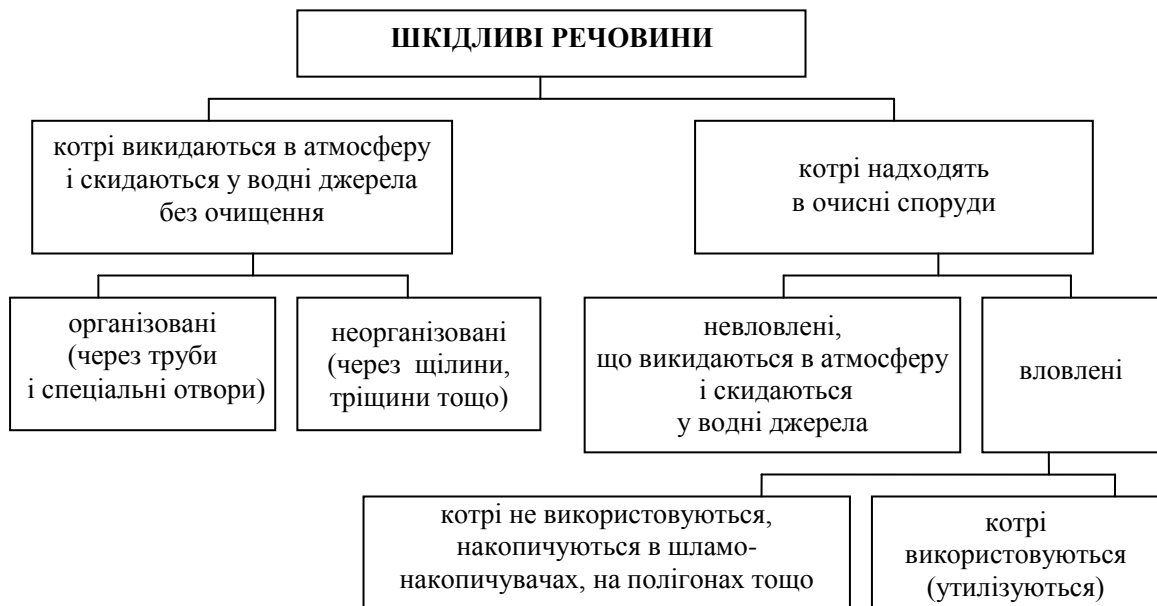 ШКІДЛИВІ РЕЧОВИНИ
котрі викидаються в атмосферу
і скидаються у водні джерела
без очищення
котрі надходять
в очисні споруди
організовані
(через труби
і спеціальні отвори)
неорганізовані
(через щілини,
тріщини тощо)
невловлені,
що викидаються в атмосферу
і скидаються
у водні джерела
вловлені
котрі не використовуються,
накопичуються в шламо-
накопичувачах, на полігонах тощо
котрі
використовуються
(утилізуються)